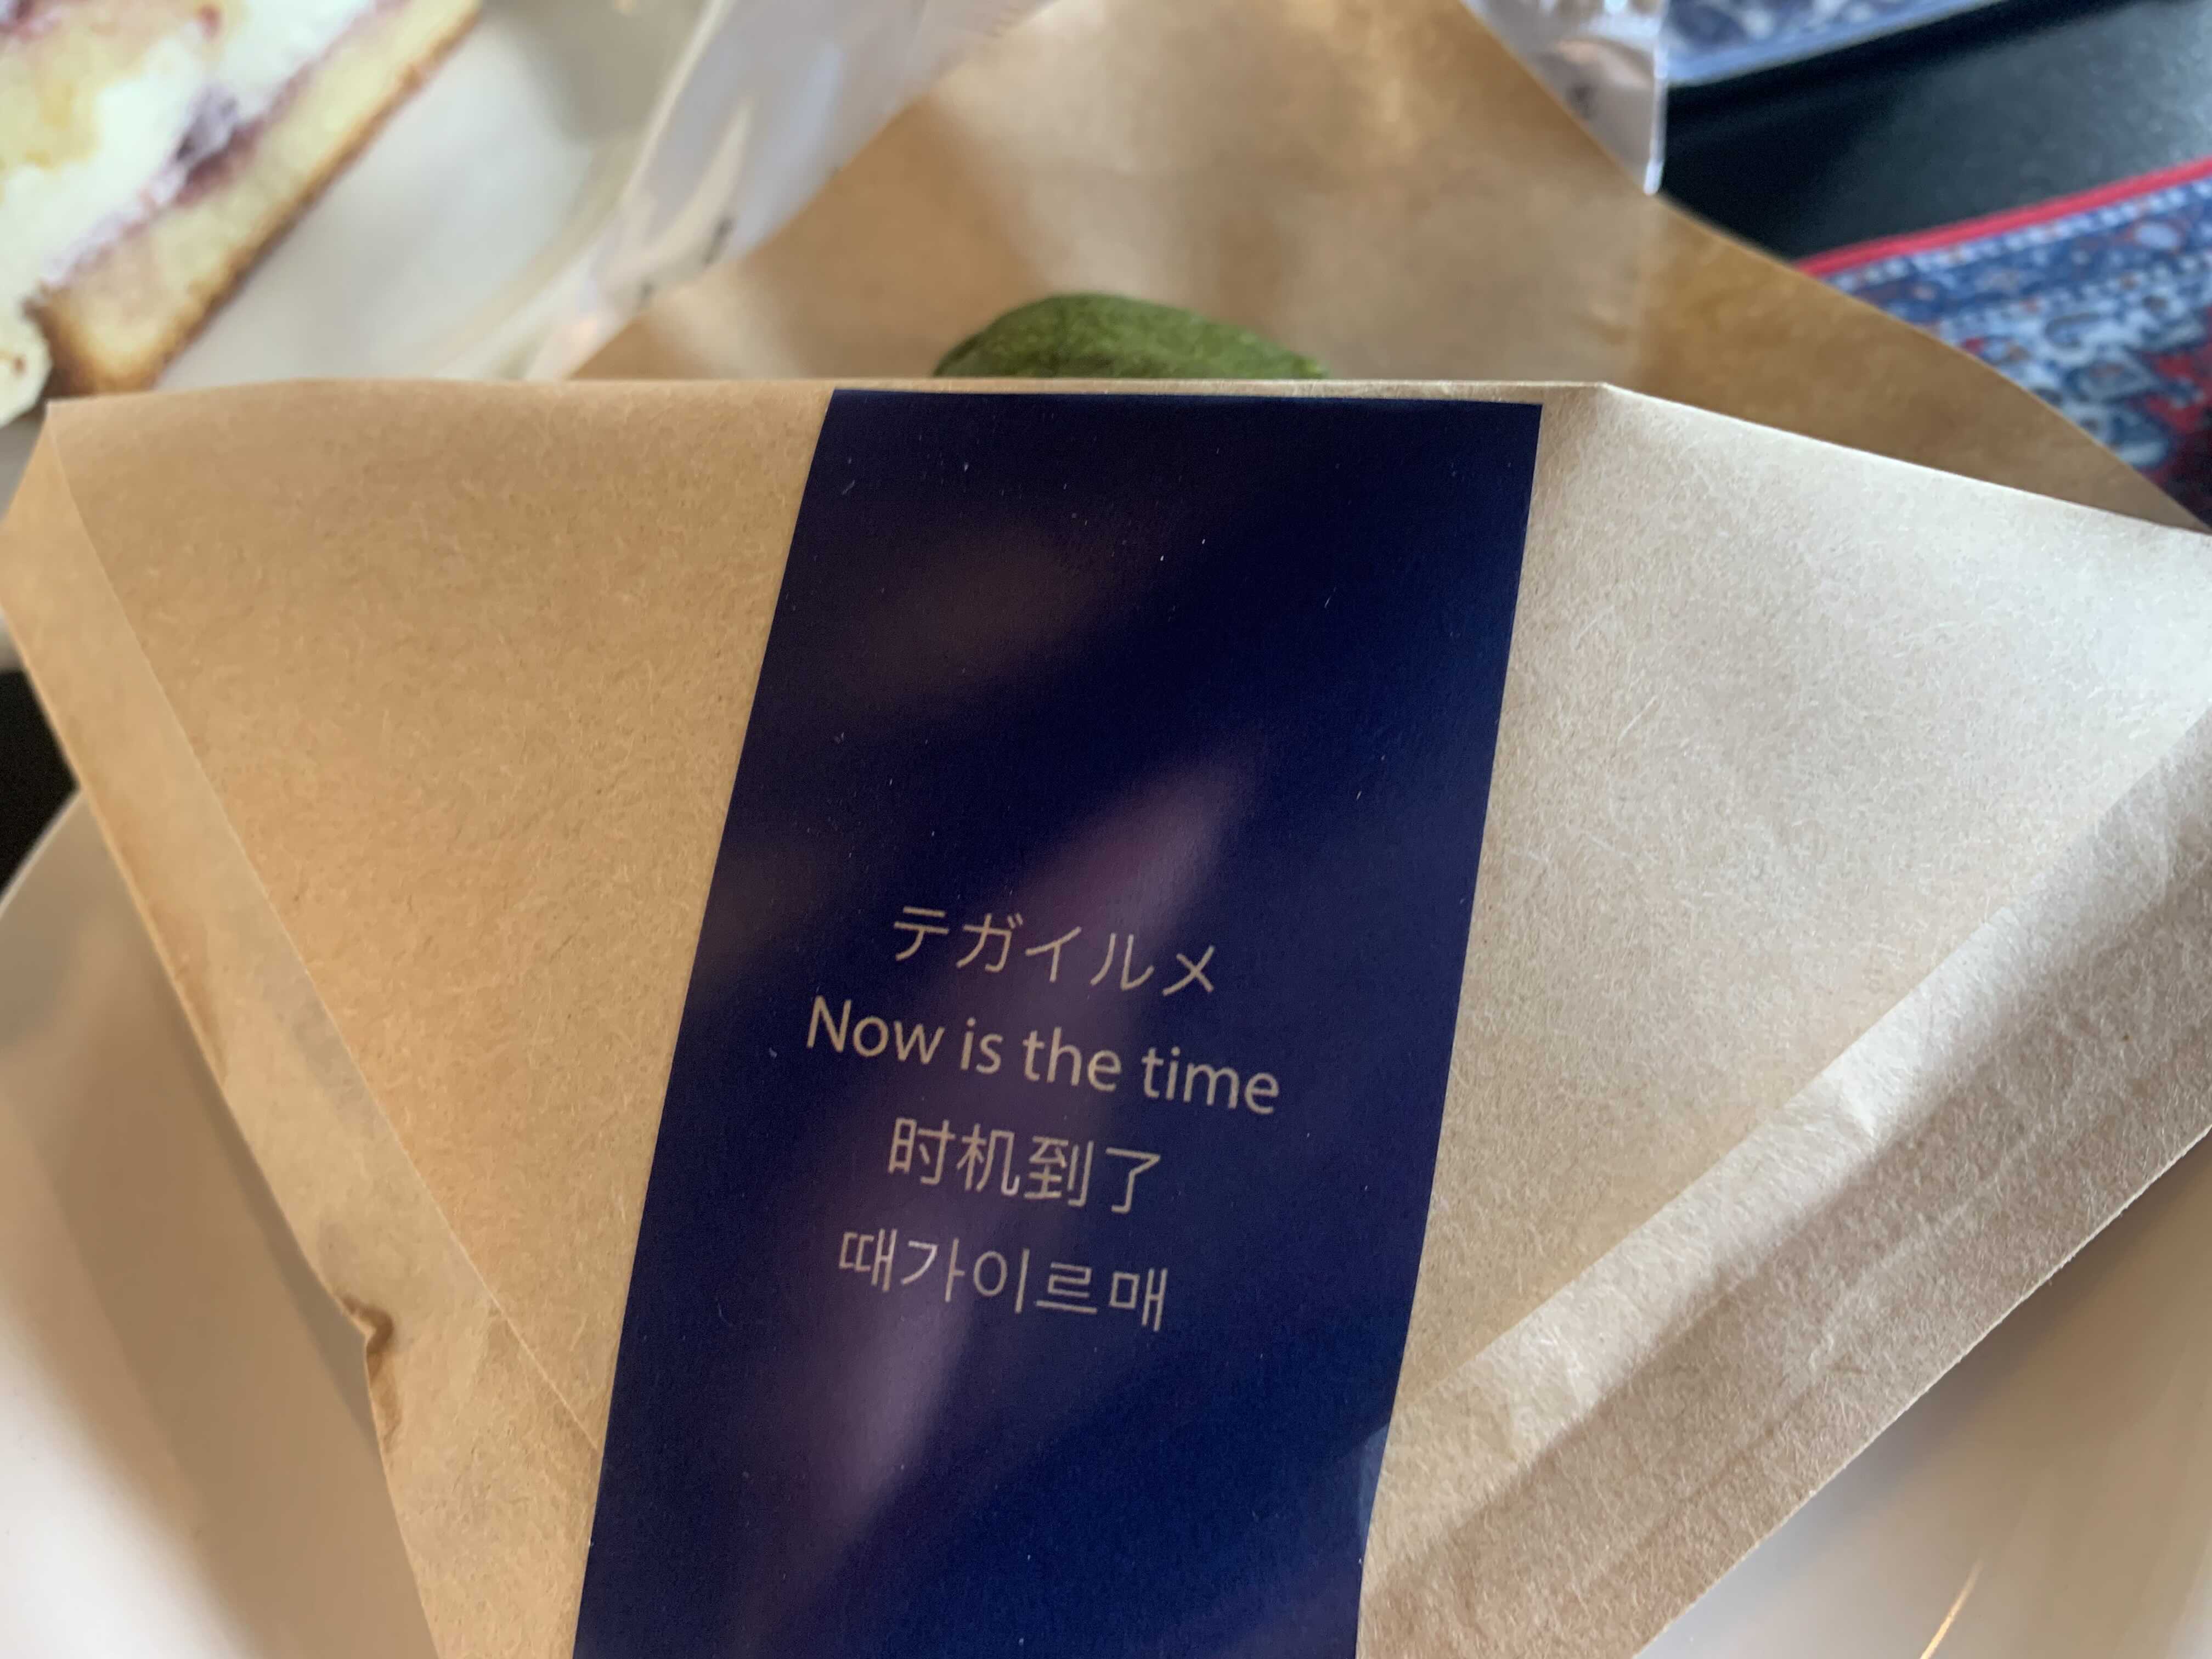 テガイルメ
Now is the time
时机到了
때가이르매